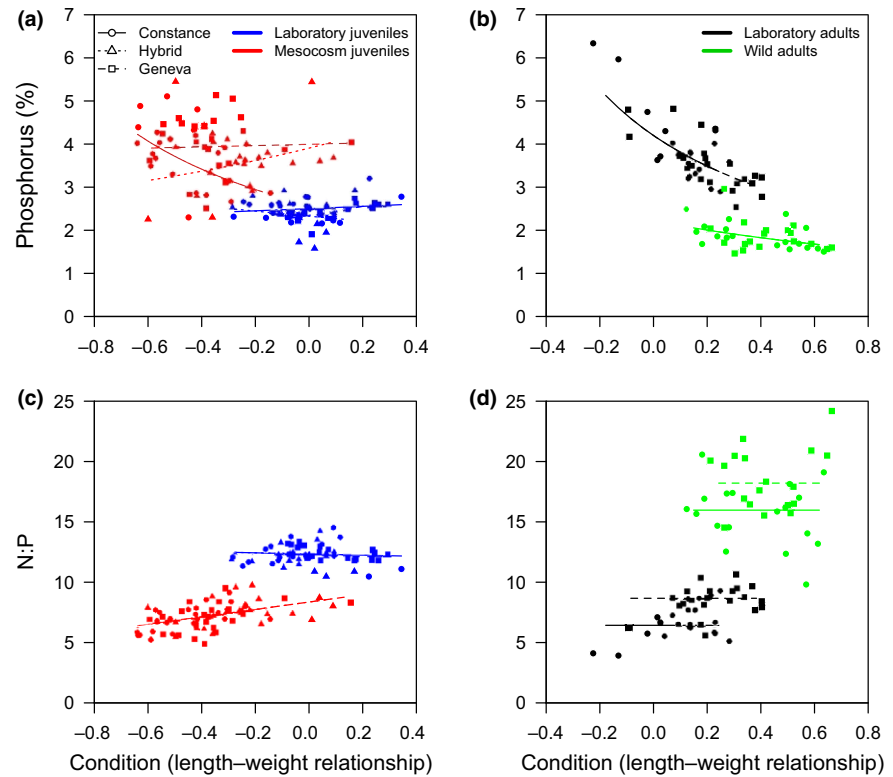 (a)
7
6
5
4
3
2
1
0
Phosphorus (%)
Constance
Hybrid
Geneva
Laboratory juveniles
Mesocosm juveniles
–0.8 –0.6 –0.4 –0.2 0.0 0.2 0.4
(b)
7
6
5
4
3
2
1
0
Laboratory adults
Wild adults
–0.4 –0.2 0.0 0.2 0.4 0.6 0.8
(c)
25
20
15
10
5
0
N:P
–0.8 –0.6 –0.4 –0.2 0.0 0.2 0.4
Condition (length–weight relationship)
(d)
25
20
15
10
5
0
–0.4 –0.2 0.0 0.2 0.4 0.6 0.8
Condition (length–weight relationship)